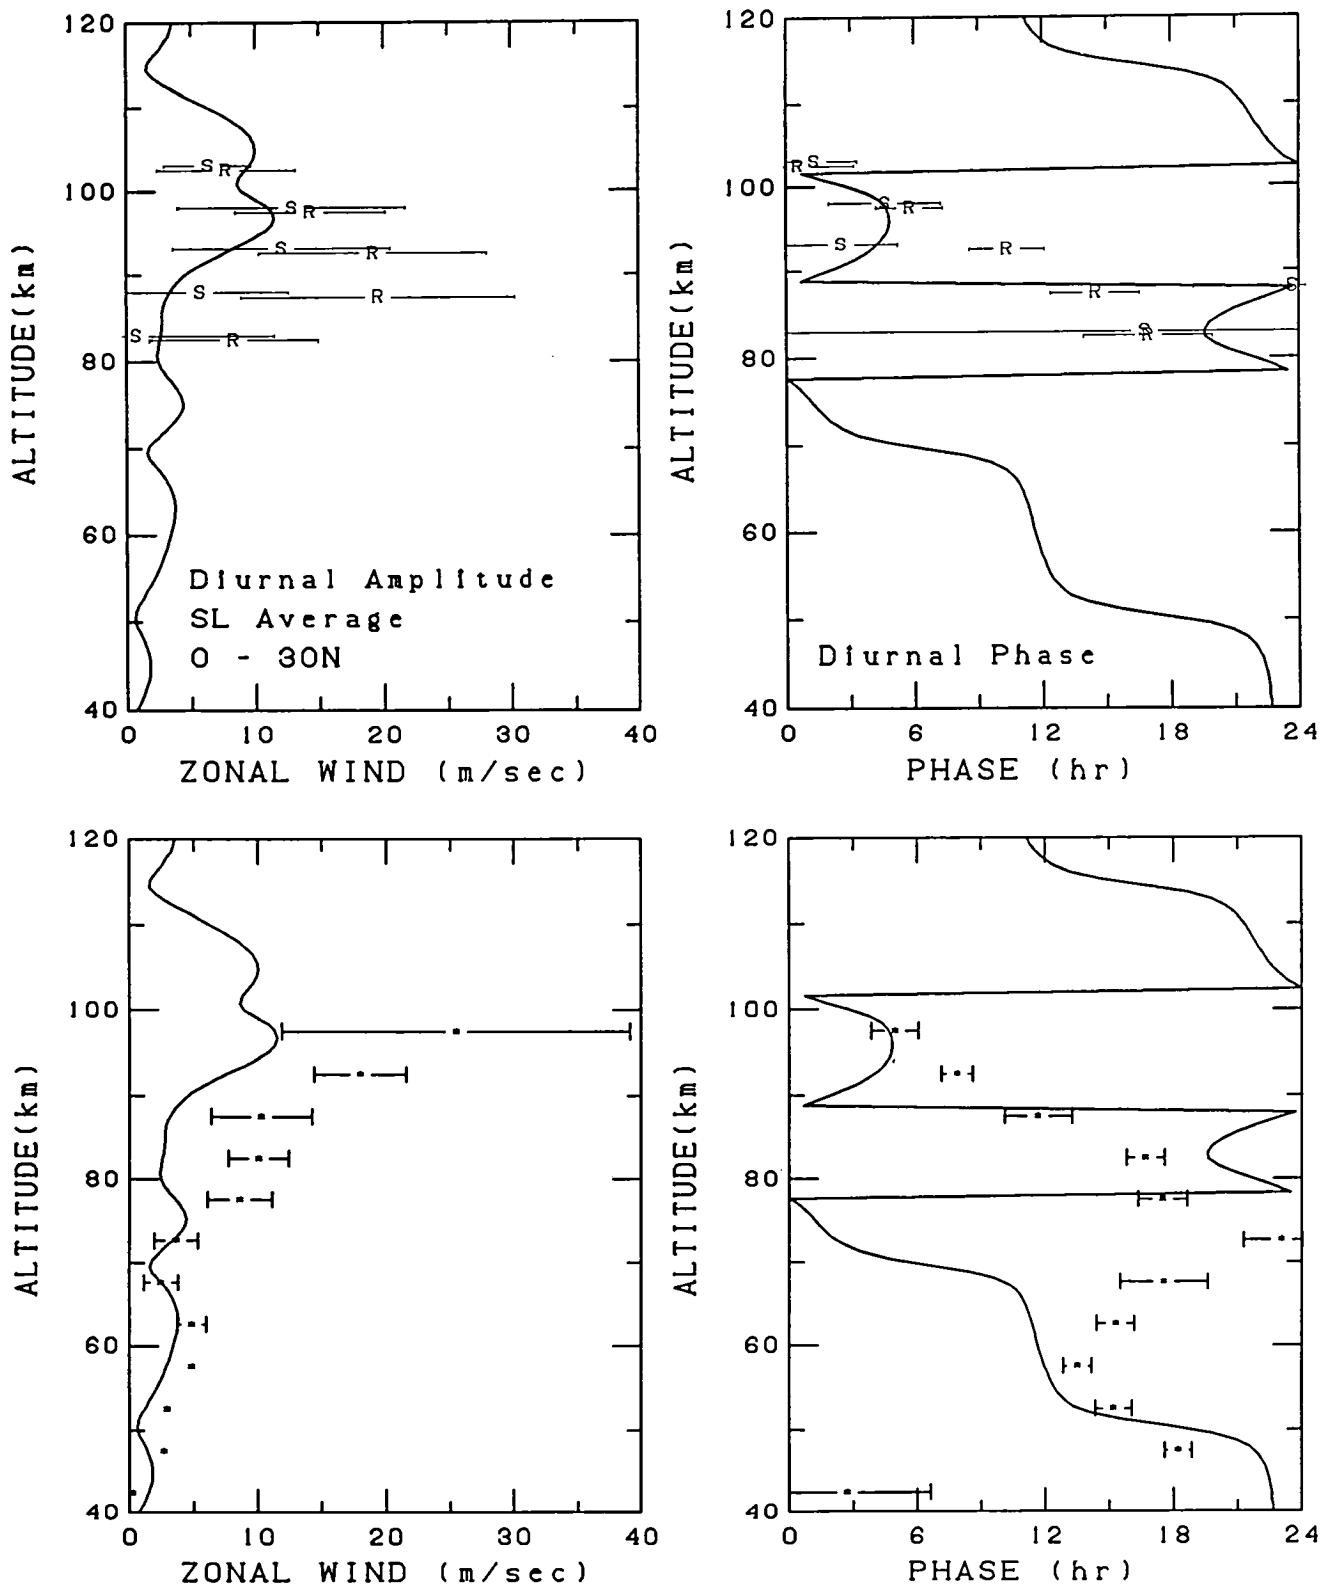 120
100
80
60
40
ALTITUDE(km)
S
R
S
R
S
R
S
R
S
R
Diurnal Amplitude
SL Average
0 - 30N
0 10 20 30 40
ZONAL WIND (m/sec)
120
100
80
60
40
ALTITUDE(km)
S
R
S
R
S
R
S
R
S
R
Diurnal Phase
0 6 12 18 24
PHASE (hr)
120
100
80
60
40
ALTITUDE(km)
0 10 20 30 40
ZONAL WIND (m/sec)
120
100
80
60
40
ALTITUDE(km)
0 6 12 18 24
PHASE (hr)